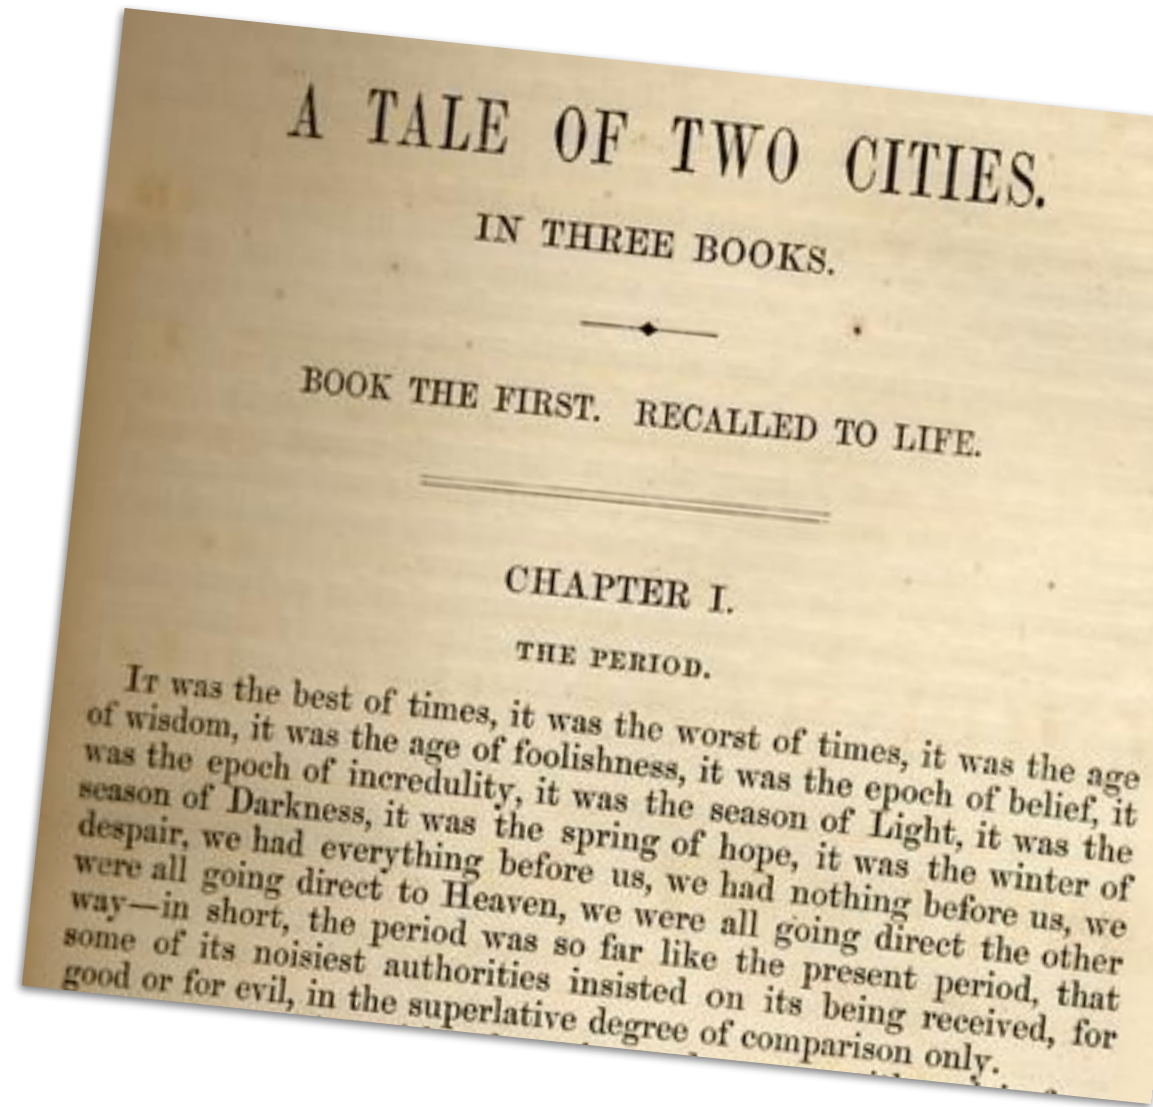 A TALE OF TWO CITIES.
IN THREE BOOKS.
BOOK THE FIRST. RECALLED TO LIFE.
CHAPTER I.
THE PERIOD.
IT was the best of times, it was the worst of times, it was the age
of wisdom, it was the age of foolishness, it was the epoch of belief, it
was the epoch of incredulity, it was the season of Light, it was the
season of Darkness, it was the spring of hope, it was the winter of
despair, we had everything before us, we had nothing before us, we
were all going direct to Heaven, we were all going direct the other
way—in short, the period was so far like the present period, that
some of its noisiest authorities insisted on its being received, for
good or for evil, in the superlative degree of comparison only.